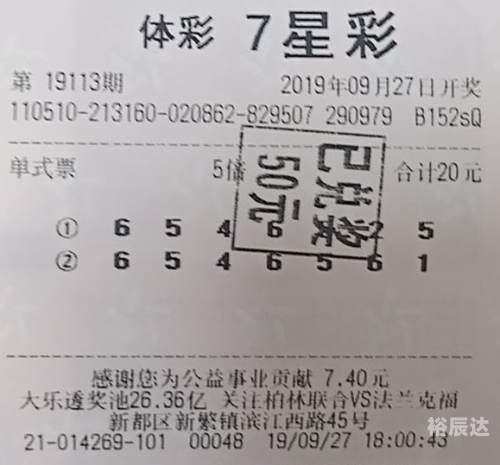 体彩 7星彩
第 19113期 2019年09月27日开奖
110510-213160-020862-829507 290979 B152sQ
单式票 5倍 合计20元
已兑奖
50元
① 6 5 4 6 2 5
② 6 5 4 6 5 6 1
感谢您为公益事业贡献 7.40元
大乐透奖池26.36亿 关注柏林联合VS法兰克福
新都区新繁镇滨江西路45号
21-014269-101 00048 19/09/27 18:00:43
裕辰达